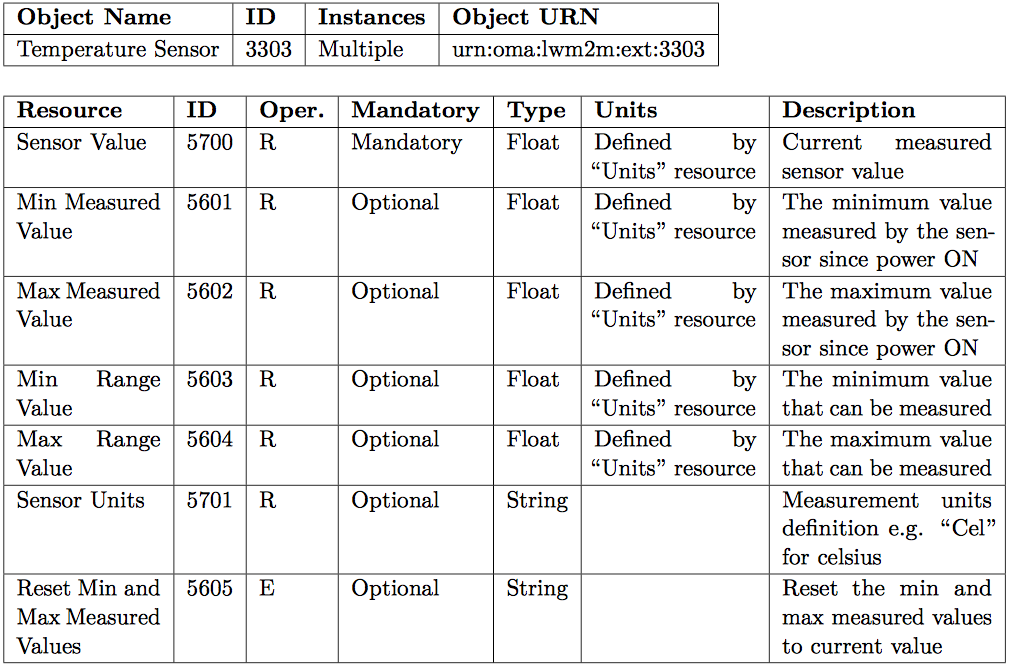 Object Name ID Instances Object URN
Temperature Sensor 3303 Multiple urn:oma:lwm2m:ext:3303
Resource ID Oper. Mandatory Type Units Description
Sensor Value 5700 R Mandatory Float Defined by Current measured
“Units” resource sensor value
Min Measured 5601 R Optional Float Defined by The minimum value
Value “Units” resource measured by the sen-
sor since power ON
Max Measured 5602 R Optional Float Defined by The maximum value
Value “Units” resource measured by the sen-
sor since power ON
Min Range 5603 R Optional Float Defined by The minimum value
Value “Units” resource that can be measured
Max Range 5604 R Optional Float Defined by The maximum value
Value “Units” resource that can be measured
Sensor Units 5701 R Optional String Measurement units
definition e.g. “Cel”
for celsius
Reset Min and 5605 E Optional String Reset the min and
Max Measured max measured values
Values to current value